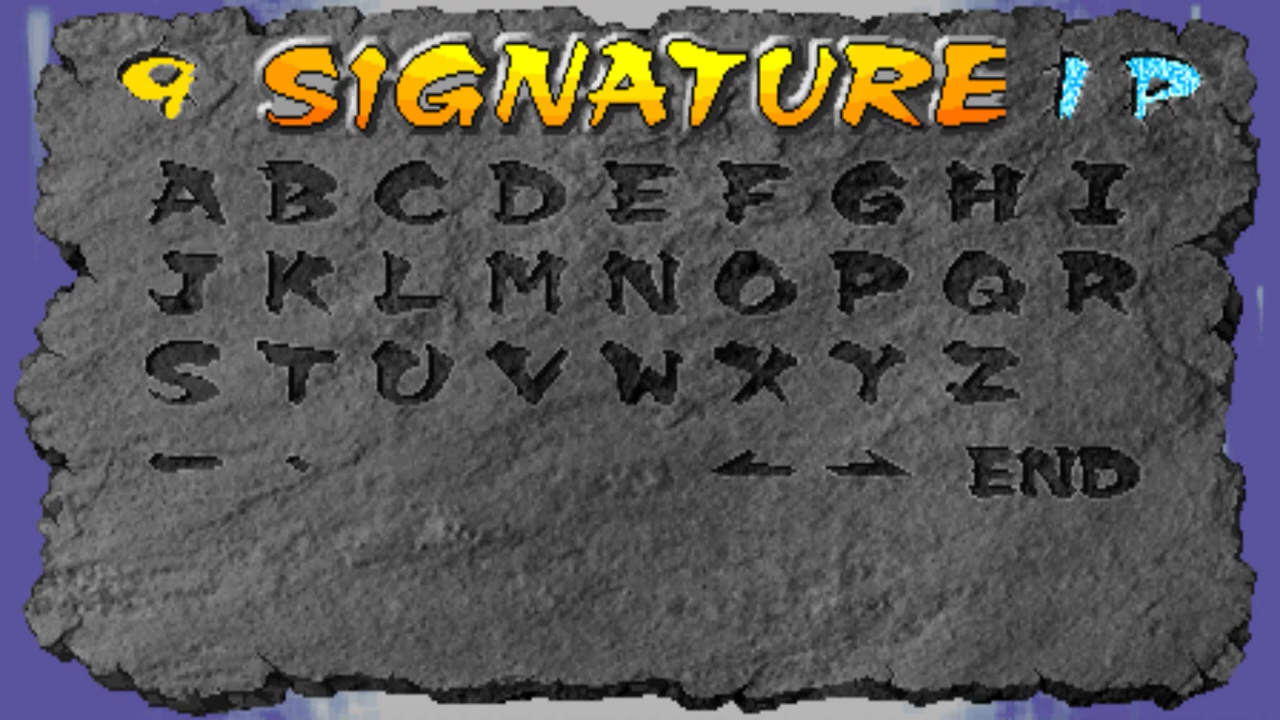 9 SIGNATURE 1P
A B C D E F G H I
J K L M N O P Q R
S T U V W X Y Z
- . ← → END